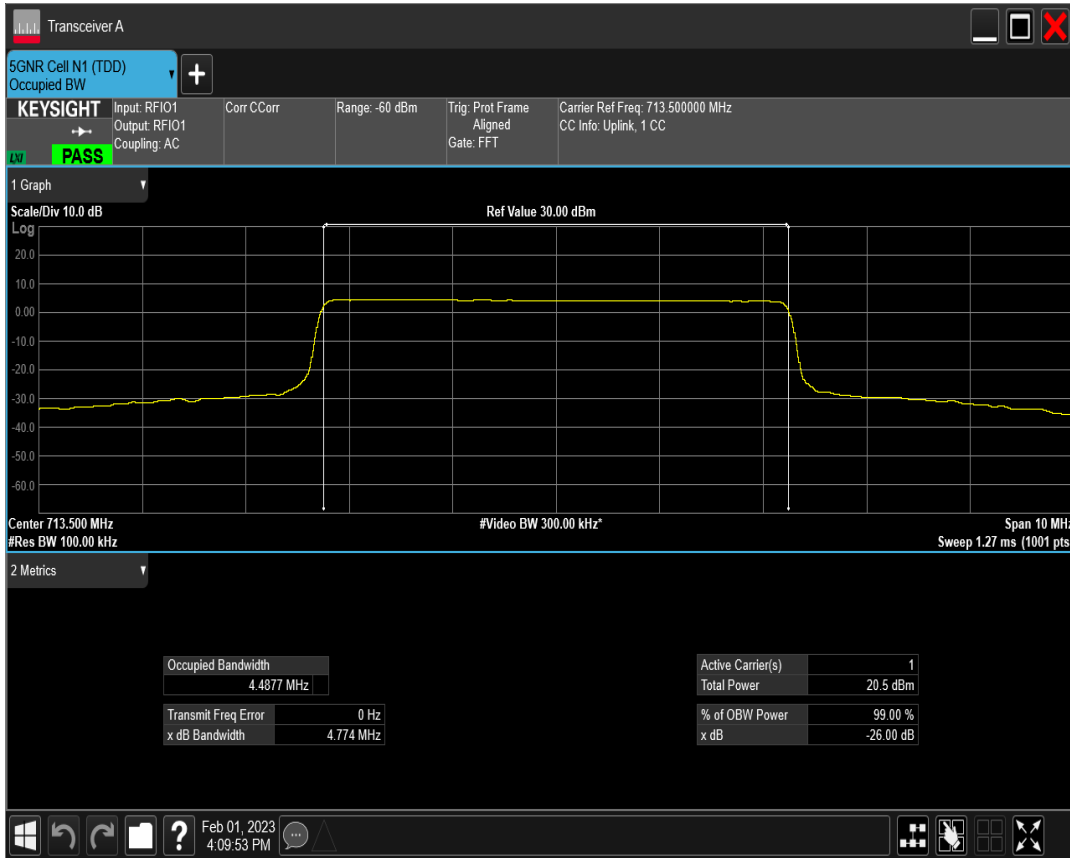 Transceiver A
5GNR Cell N1 (TDD)
Occupied BW
KEYSIGHT
LXI
PASS
Input: RFIO1
Output: RFIO1
Coupling: AC
Corr CCorr
Range: -60 dBm
Trig: Prot Frame
Aligned
Gate: FFT
Carrier Ref Freq: 713.500000 MHz
CC Info: Uplink, 1 CC
1 Graph
Scale/Div 10.0 dB
Ref Value 30.00 dBm
Log
20.0
10.0
0.00
-10.0
-20.0
-30.0
-40.0
-50.0
-60.0
Center 713.500 MHz
#Video BW 300.00 kHz*
Span 10 MHz
#Res BW 100.00 kHz
Sweep 1.27 ms (1001 pts
2 Metrics
Occupied Bandwidth
4.4877 MHz
Transmit Freq Error 0 Hz
x dB Bandwidth 4.774 MHz
Active Carrier(s) 1
Total Power 20.5 dBm
% of OBW Power 99.00 %
x dB -26.00 dB
?
Feb 01, 2023
4:09:53 PM